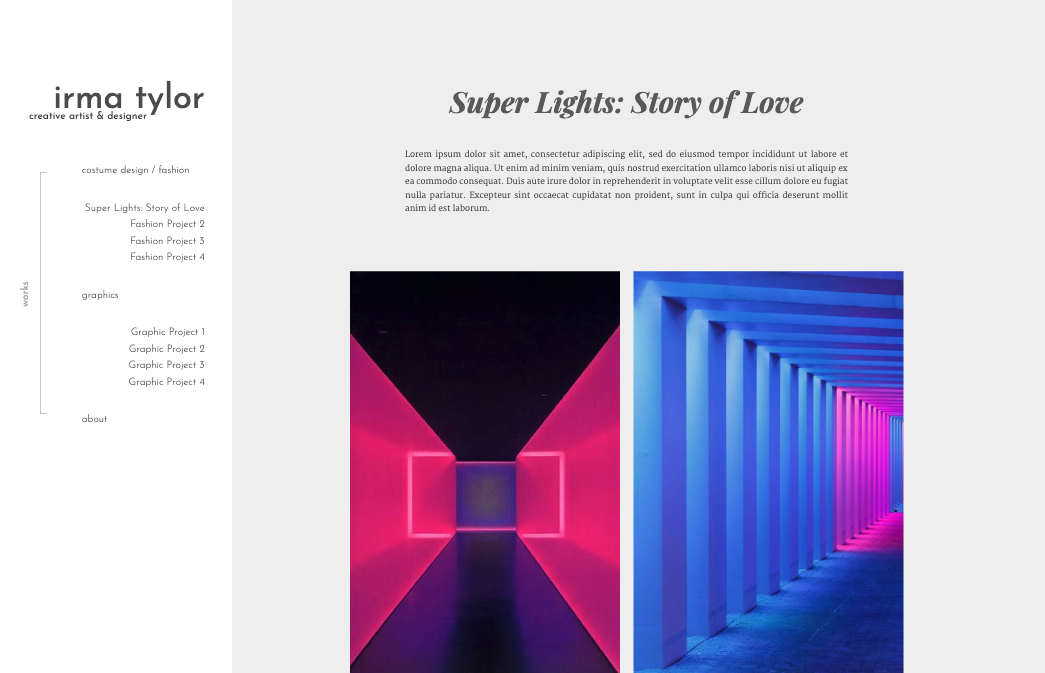 irma tylor
creative artist & designer
works
costume design / fashion
Super Lights: Story of Love
Fashion Project 2
Fashion Project 3
Fashion Project 4
graphics
Graphic Project 1
Graphic Project 2
Graphic Project 3
Graphic Project 4
about
Super Lights: Story of Love
Lorem ipsum dolor sit amet, consectetur adipiscing elit, sed do eiusmod tempor incididunt ut labore et
dolore magna aliqua. Ut enim ad minim veniam, quis nostrud exercitation ullamco laboris nisi ut aliquip ex
ea commodo consequat. Duis aute irure dolor in reprehenderit in voluptate velit esse cillum dolore eu fugiat
nulla pariatur. Excepteur sint occaecat cupidatat non proident, sunt in culpa qui officia deserunt mollit
anim id est laborum.